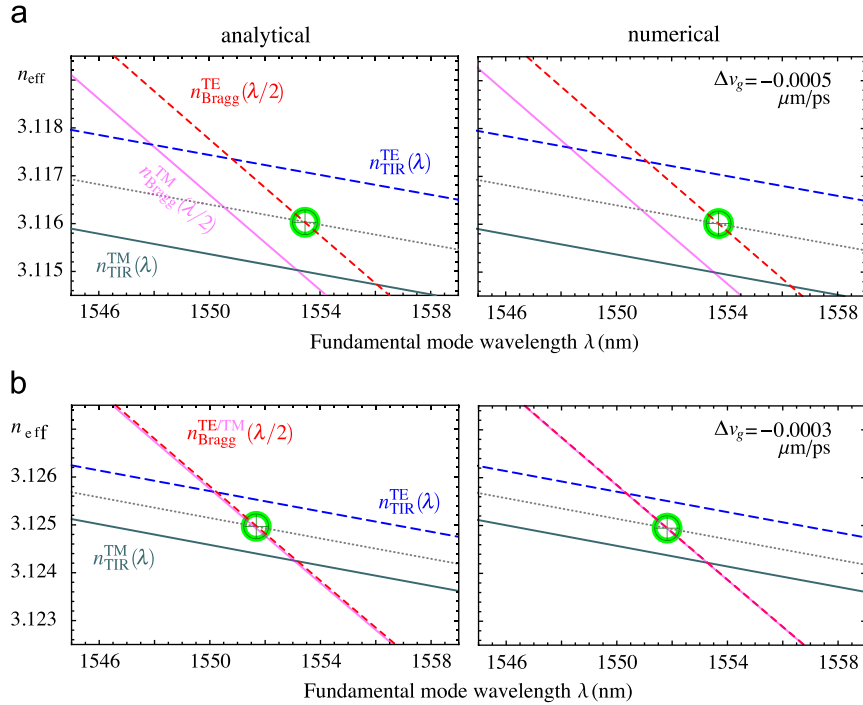 a
analytical
numerical
n_eff
n^TE_Bragg(λ/2)
Δv_g=−0.0005
μm/ps
3.118
n^TE_TIR(λ)
3.117
n^TM_Bragg(λ/2)
3.116
n^TM_TIR(λ)
3.115
1546 1550 1554 1558
1546 1550 1554 1558
Fundamental mode wavelength λ(nm)
b
n_eff
n^TE/TM_Bragg(λ/2)
Δv_g=−0.0003
μm/ps
3.126
n^TE_TIR(λ)
3.125
n^TM_TIR(λ)
3.124
3.123
1546 1550 1554 1558
1546 1550 1554 1558
Fundamental mode wavelength λ(nm)